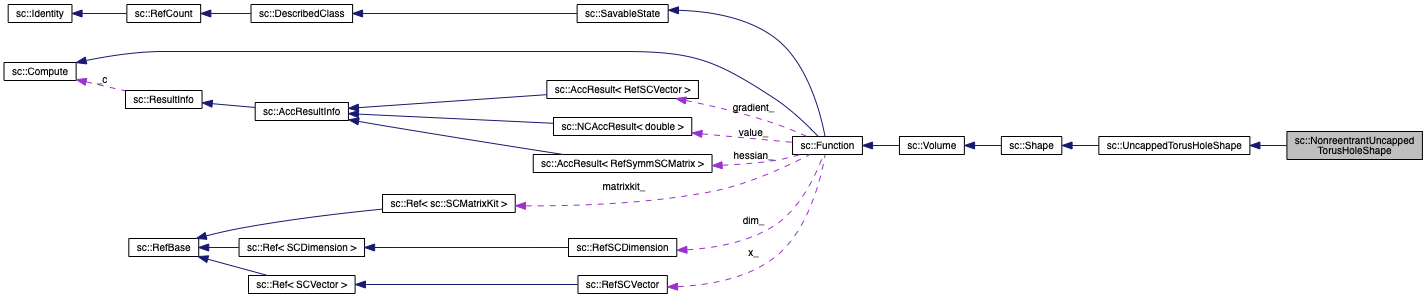 sc::Identity
sc::RefCount
sc::DescribedClass
sc::SavableState
sc::Compute
_c
sc::ResultInfo
sc::AccResultInfo
sc::AccResult< RefSCVector >
gradient_
sc::NCAccResult< double >
value_
sc::AccResult< RefSymmSCMatrix >
hessian_
sc::Function
sc::Volume
sc::Shape
sc::UncappedTorusHoleShape
sc::NonreentrantUncapped
TorusHoleShape
matrixkit_
sc::Ref< sc::SCMatrixKit >
dim_
sc::RefBase
sc::Ref< SCDimension >
sc::RefSCDimension
x_
sc::Ref< SCVector >
sc::RefSCVector